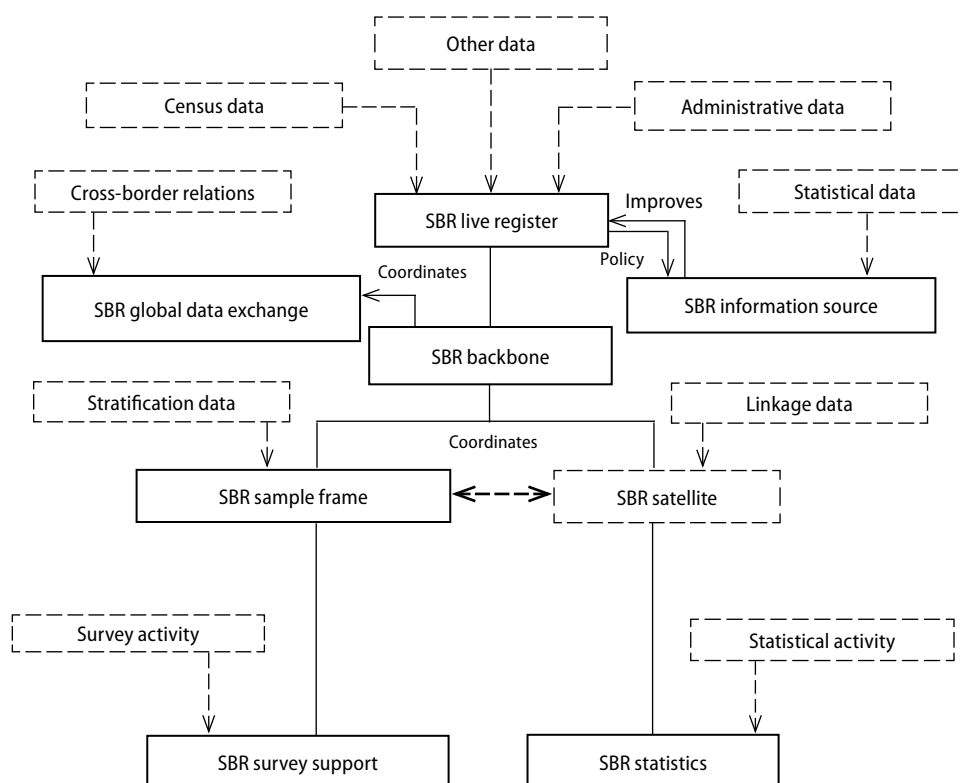 Other data
Census data
Administrative data
Cross-border relations
SBR live register
Improves
Statistical data
Policy
Coordinates
SBR global data exchange
SBR information source
SBR backbone
Stratification data
Linkage data
Coordinates
SBR sample frame
SBR satellite
Survey activity
Statistical activity
SBR survey support
SBR statistics